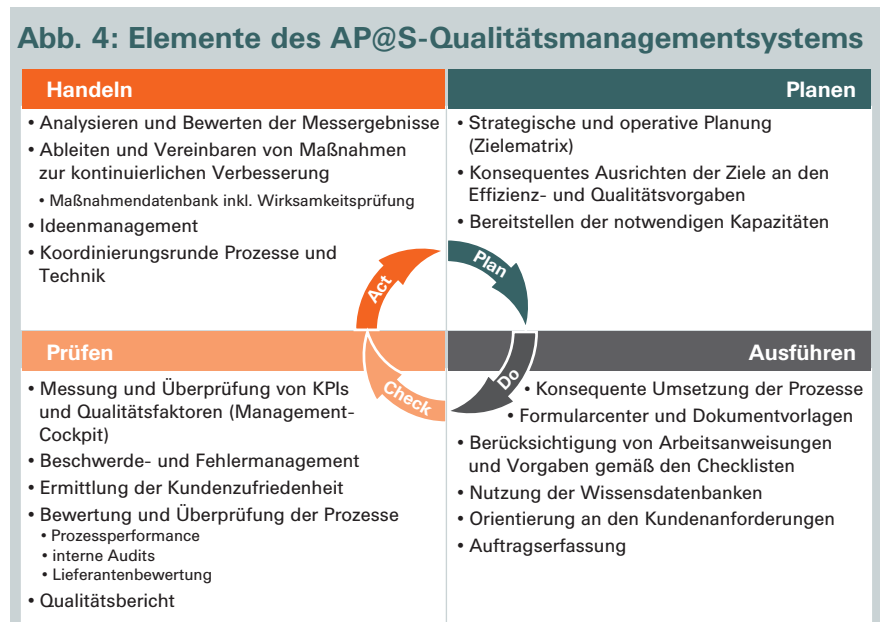 Abb. 4: Elemente des AP@S-Qualitätsmanagementsystems
Handeln
• Analysieren und Bewerten der Messergebnisse
• Ableiten und Vereinbaren von Maßnahmen
zur kontinuierlichen Verbesserung
• Maßnahmendatenbank inkl. Wirksamkeitsprüfung
• Ideenmanagement
• Koordinierungsrunde Prozesse und
Technik
Planen
• Strategische und operative Planung
(Zielematrix)
• Konsequentes Ausrichten der Ziele an den
Effizienz- und Qualitätsvorgaben
• Bereitstellen der notwendigen Kapazitäten
Act
Plan
Check
Do
Prüfen
• Messung und Überprüfung von KPIs
und Qualitätsfaktoren (Management-
Cockpit)
• Beschwerde- und Fehlermanagement
• Ermittlung der Kundenzufriedenheit
• Bewertung und Überprüfung der Prozesse
• Prozessperformance
• interne Audits
• Lieferantenbewertung
• Qualitätsbericht
Ausführen
• Konsequente Umsetzung der Prozesse
• Formularcenter und Dokumentvorlagen
• Berücksichtigung von Arbeitsanweisungen
und Vorgaben gemäß den Checklisten
• Nutzung der Wissensdatenbanken
• Orientierung an den Kundenanforderungen
• Auftragserfassung